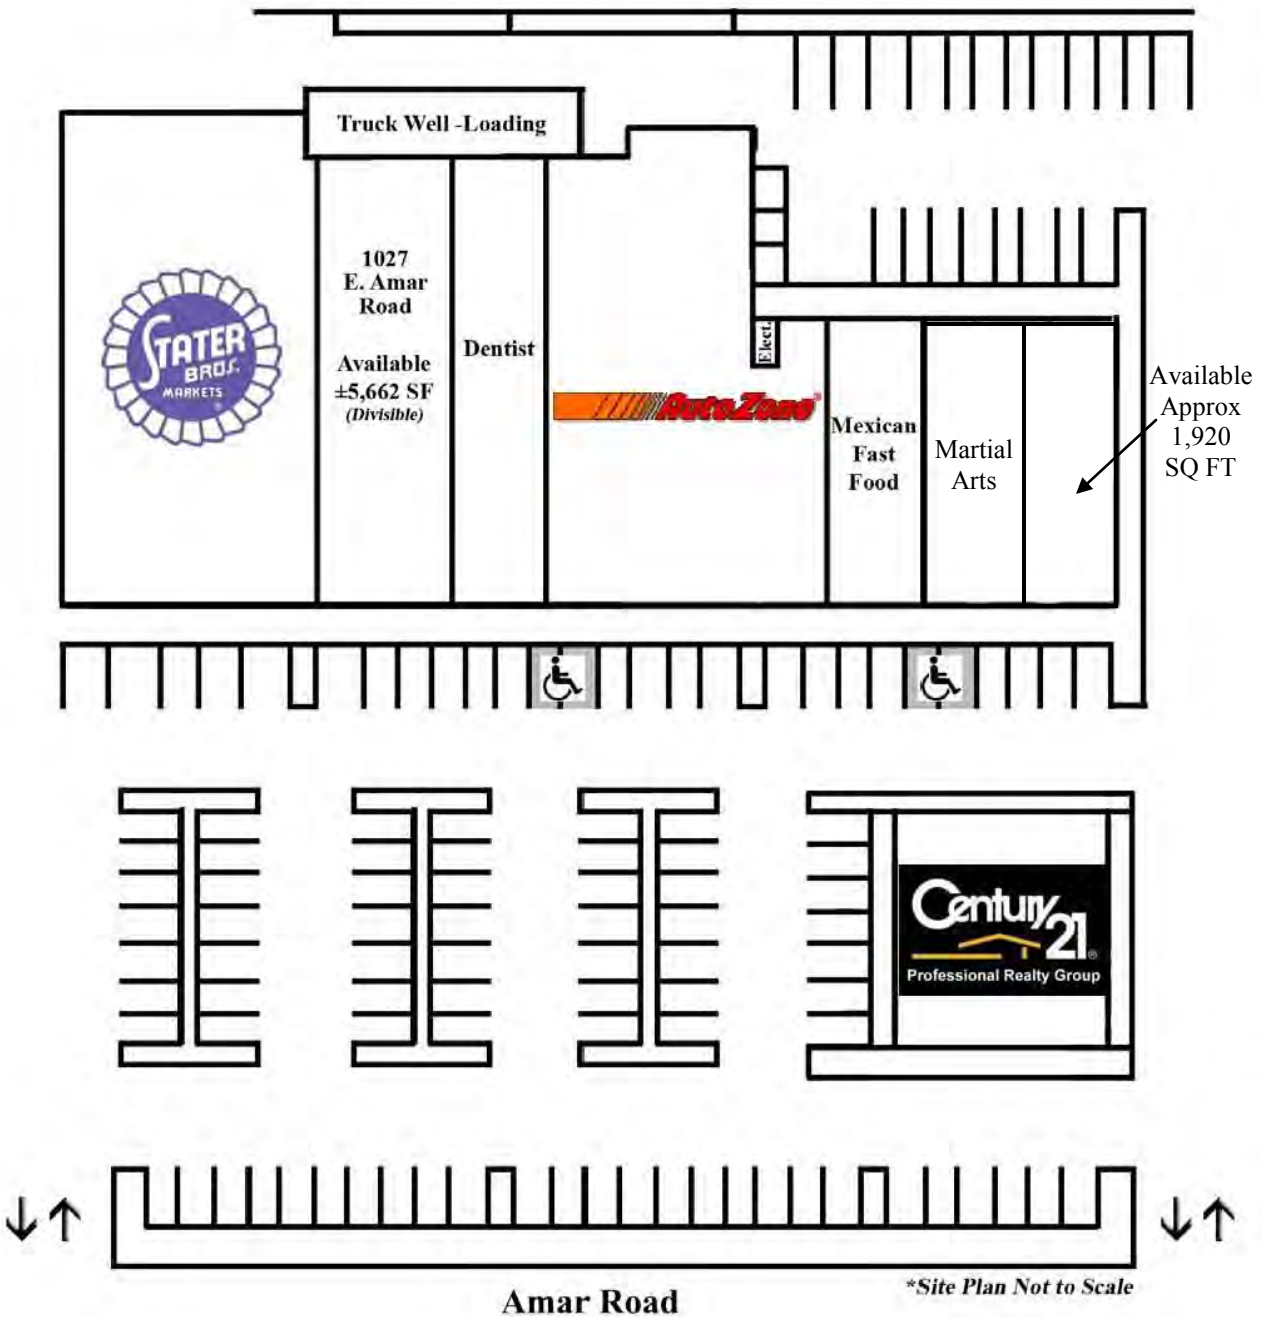 Truck Well -Loading
STATER
BROS.
MARKETS
®
1027
E. Amar
Road
Available
±5,662 SF
(Divisible)
Dentist
Elect.
AutoZone®
Mexican
Fast
Food
Martial
Arts
Available
Approx
1,920
SQ FT
Century
21®
Professional Realty Group
*Site Plan Not to Scale
Amar Road